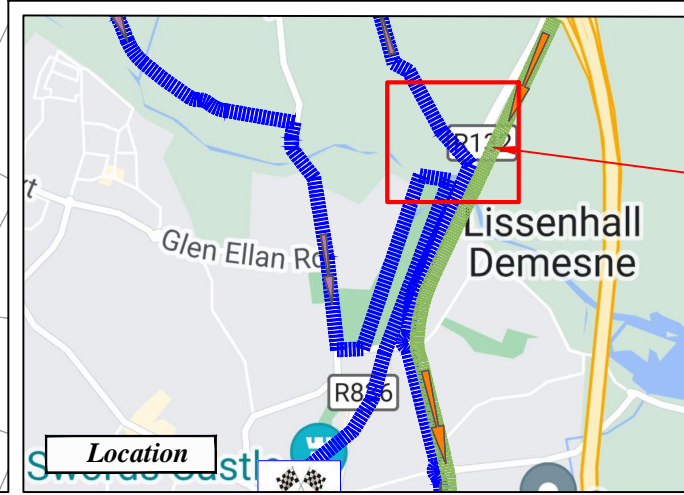 R132
Lissenhall
Demesne
Glen Ellan Rd
R836
Location
Swords Castle